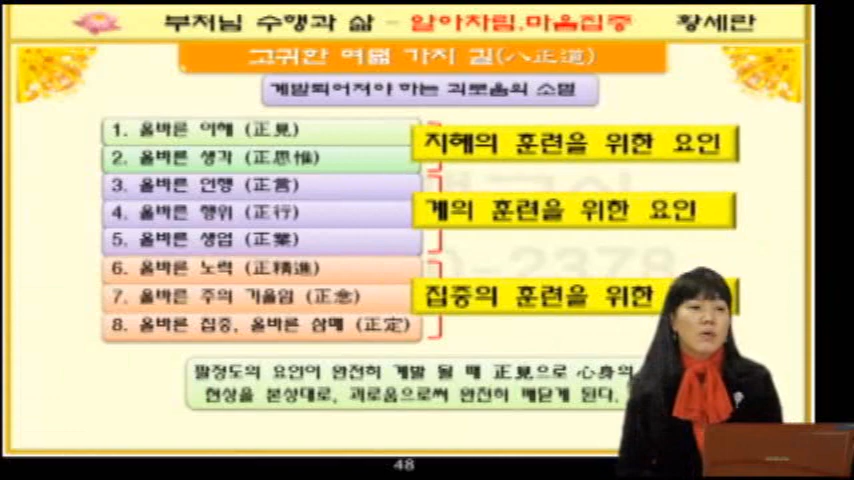 부처님 수행과 삶 - 알아차림.마음집중 황세란
고귀한 여덟 가지 길(八正道)
계발되어져야 하는 괴로움의 소멸
1. 올바른 이해 (正見)
2. 올바른 생각 (正思惟)
지혜의 훈련을 위한 요인
3. 올바른 언행 (正言)
4. 올바른 행위 (正行)
5. 올바른 생업 (正業)
계의 훈련을 위한 요인
6. 올바른 노력 (正精進)
7. 올바른 주의 기울임 (正念)
8. 올바른 집중, 올바른 삼매 (正定)
집중의 훈련을 위한
팔정도의 요인이 완전히 계발 될 때 正見으로 心身의
현상을 본성대로, 괴로움으로써 완전히 깨닫게 된다.
48